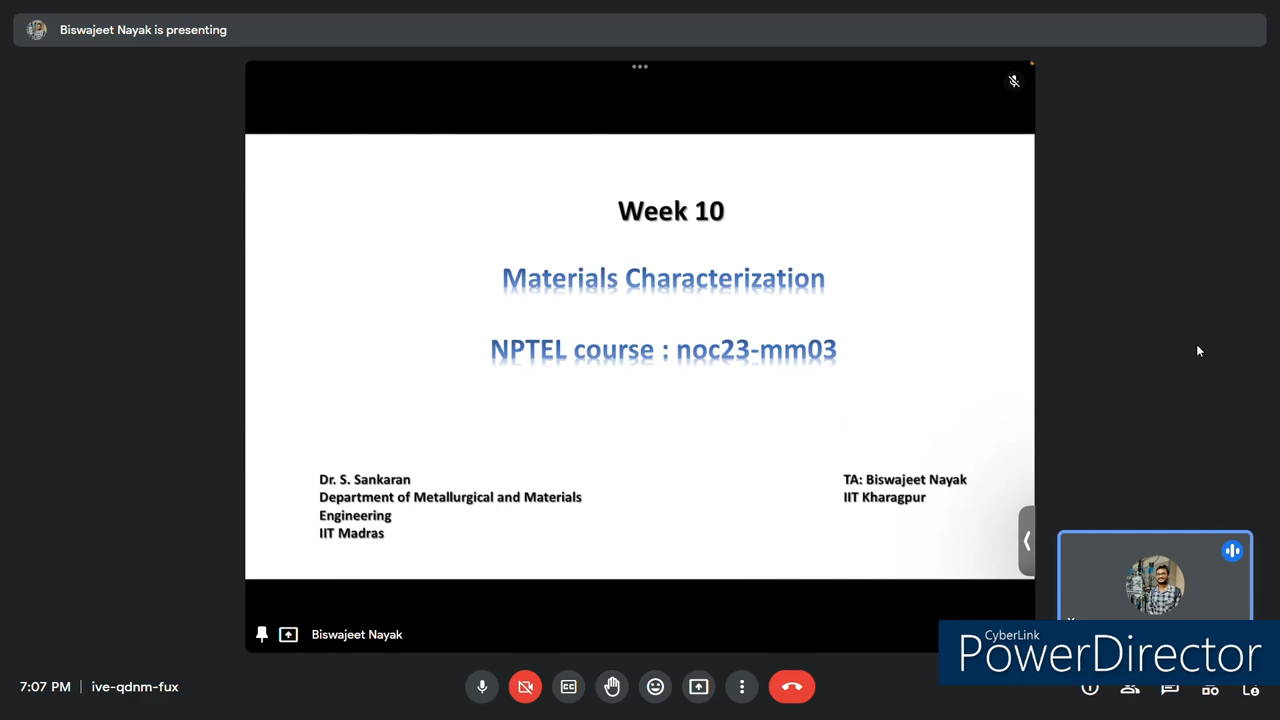 Biswajeet Nayak is presenting
Week 10
Materials Characterization
NPTEL course : noc23-mm03
Dr. S. Sankaran
Department of Metallurgical and Materials
Engineering
IIT Madras
TA: Biswajeet Nayak
IIT Kharagpur
Biswajeet Nayak
CyberLink
PowerDirector
7:07 PM
ive-qdnm-fux